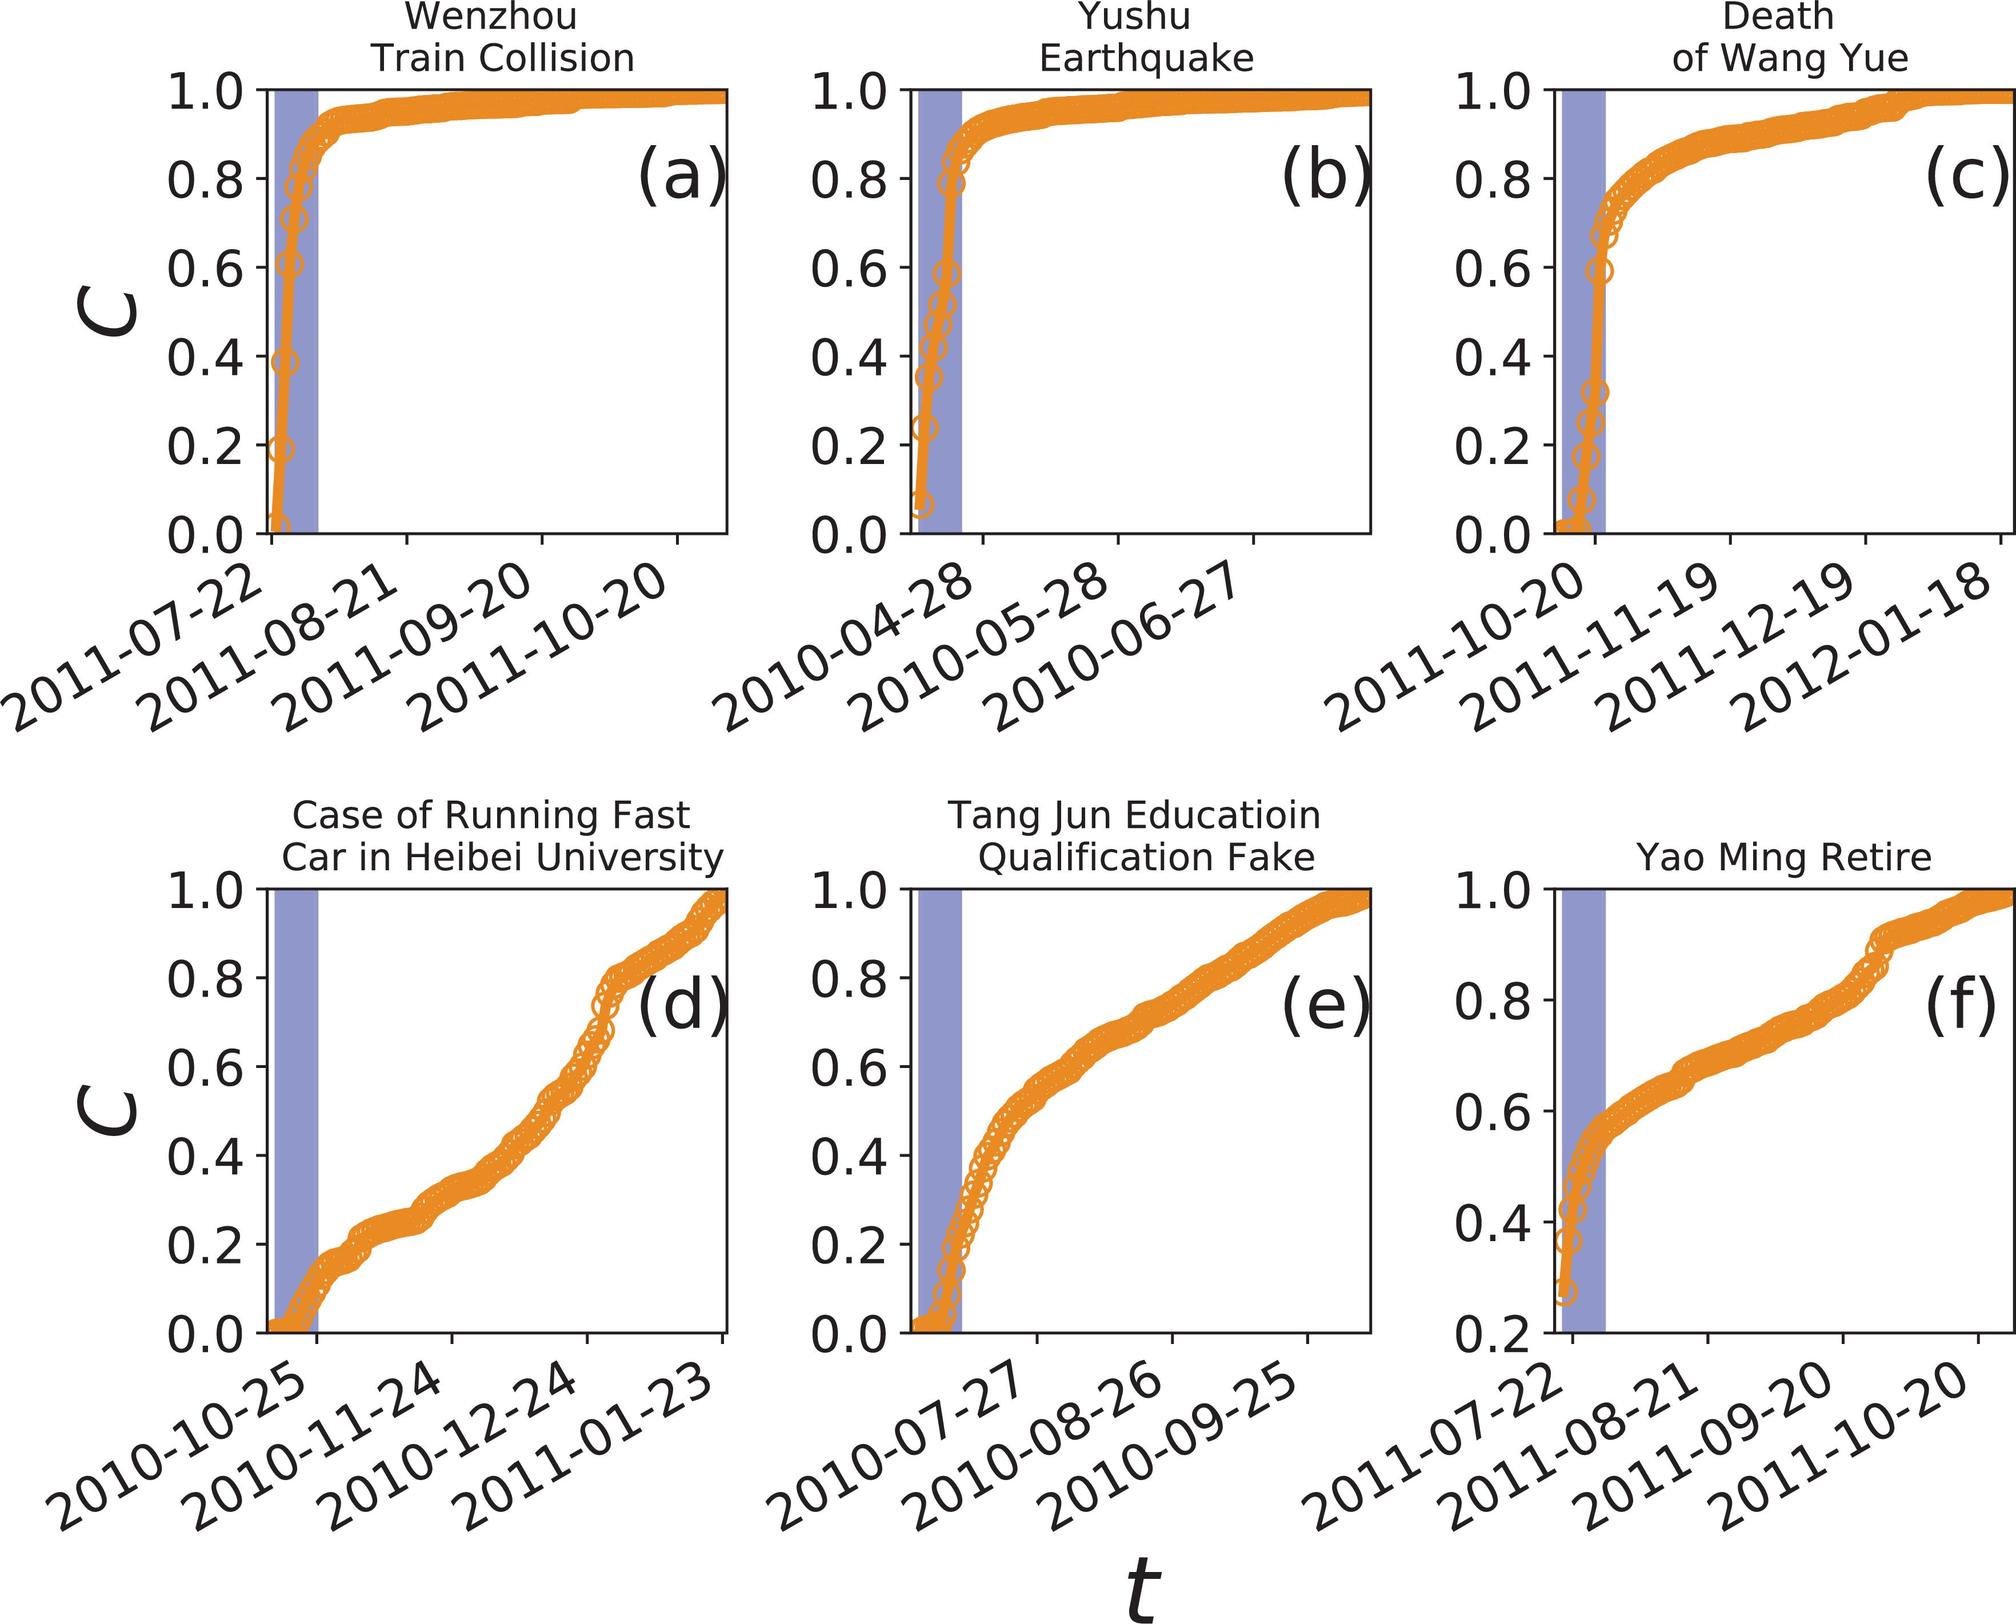 Wenzhou
Train Collision
Yushu
Earthquake
Death
of Wang Yue
1.0
0.8
0.6
0.4
0.2
0.0
C
(a)
2011-07-22
2011-08-21
2011-09-20
2011-10-20
1.0
0.8
0.6
0.4
0.2
0.0
(b)
2010-04-28
2010-05-28
2010-06-27
1.0
0.8
0.6
0.4
0.2
0.0
(c)
2011-10-20
2011-11-19
2011-12-19
2012-01-18
Case of Running Fast
Car in Heibei University
Tang Jun Educatioin
Qualification Fake
Yao Ming Retire
1.0
0.8
0.6
0.4
0.2
0.0
C
(d)
2010-10-25
2010-11-24
2010-12-24
2011-01-23
1.0
0.8
0.6
0.4
0.2
0.0
(e)
2010-07-27
2010-08-26
2010-09-25
1.0
0.8
0.6
0.4
0.2
(f)
2011-07-22
2011-08-21
2011-09-20
2011-10-20
t